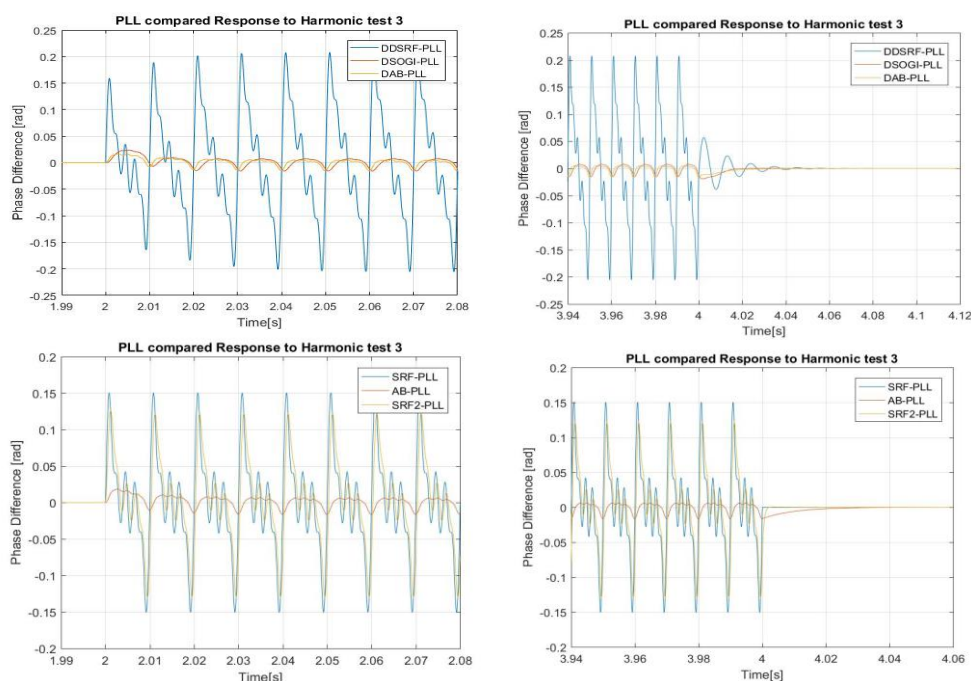 PLL compared Response to Harmonic test 3
0.25
0.2
0.15
0.1
0.05
0
-0.05
-0.1
-0.15
-0.2
0.25
Phase Difference [rad]
DDSRF-PLL
DSOGI-PLL
DAB-PLL
1.99 2 2.01 2.02 2.03 2.04 2.05 2.06 2.07 2.08
Time[s]
PLL compared Response to Harmonic test 3
0.25
0.2
0.15
0.1
0.05
0
-0.05
-0.1
-0.15
-0.2
-0.25
Phase Difference [rad]
DDSRF-PLL
DSOGI-PLL
DAB-PLL
3.94 3.96 3.98 4 4.02 4.04 4.06 4.08 4.1 4.12
Time[s]
PLL compared Response to Harmonic test 3
0.2
0.15
0.1
0.05
0
-0.05
-0.1
-0.15
-0.2
Phase Difference [rad]
SRF-PLL
AB-PLL
SRF2-PLL
1.99 2 2.01 2.02 2.03 2.04 2.05 2.06 2.07 2.08
Time[s]
PLL compared Response to Harmonic test 3
0.2
0.15
0.1
0.05
0
-0.05
-0.1
-0.15
-0.2
Phase Difference [rad]
SRF-PLL
AB-PLL
SRF2-PLL
3.94 3.96 3.98 4 4.02 4.04 4.06
Time[s]